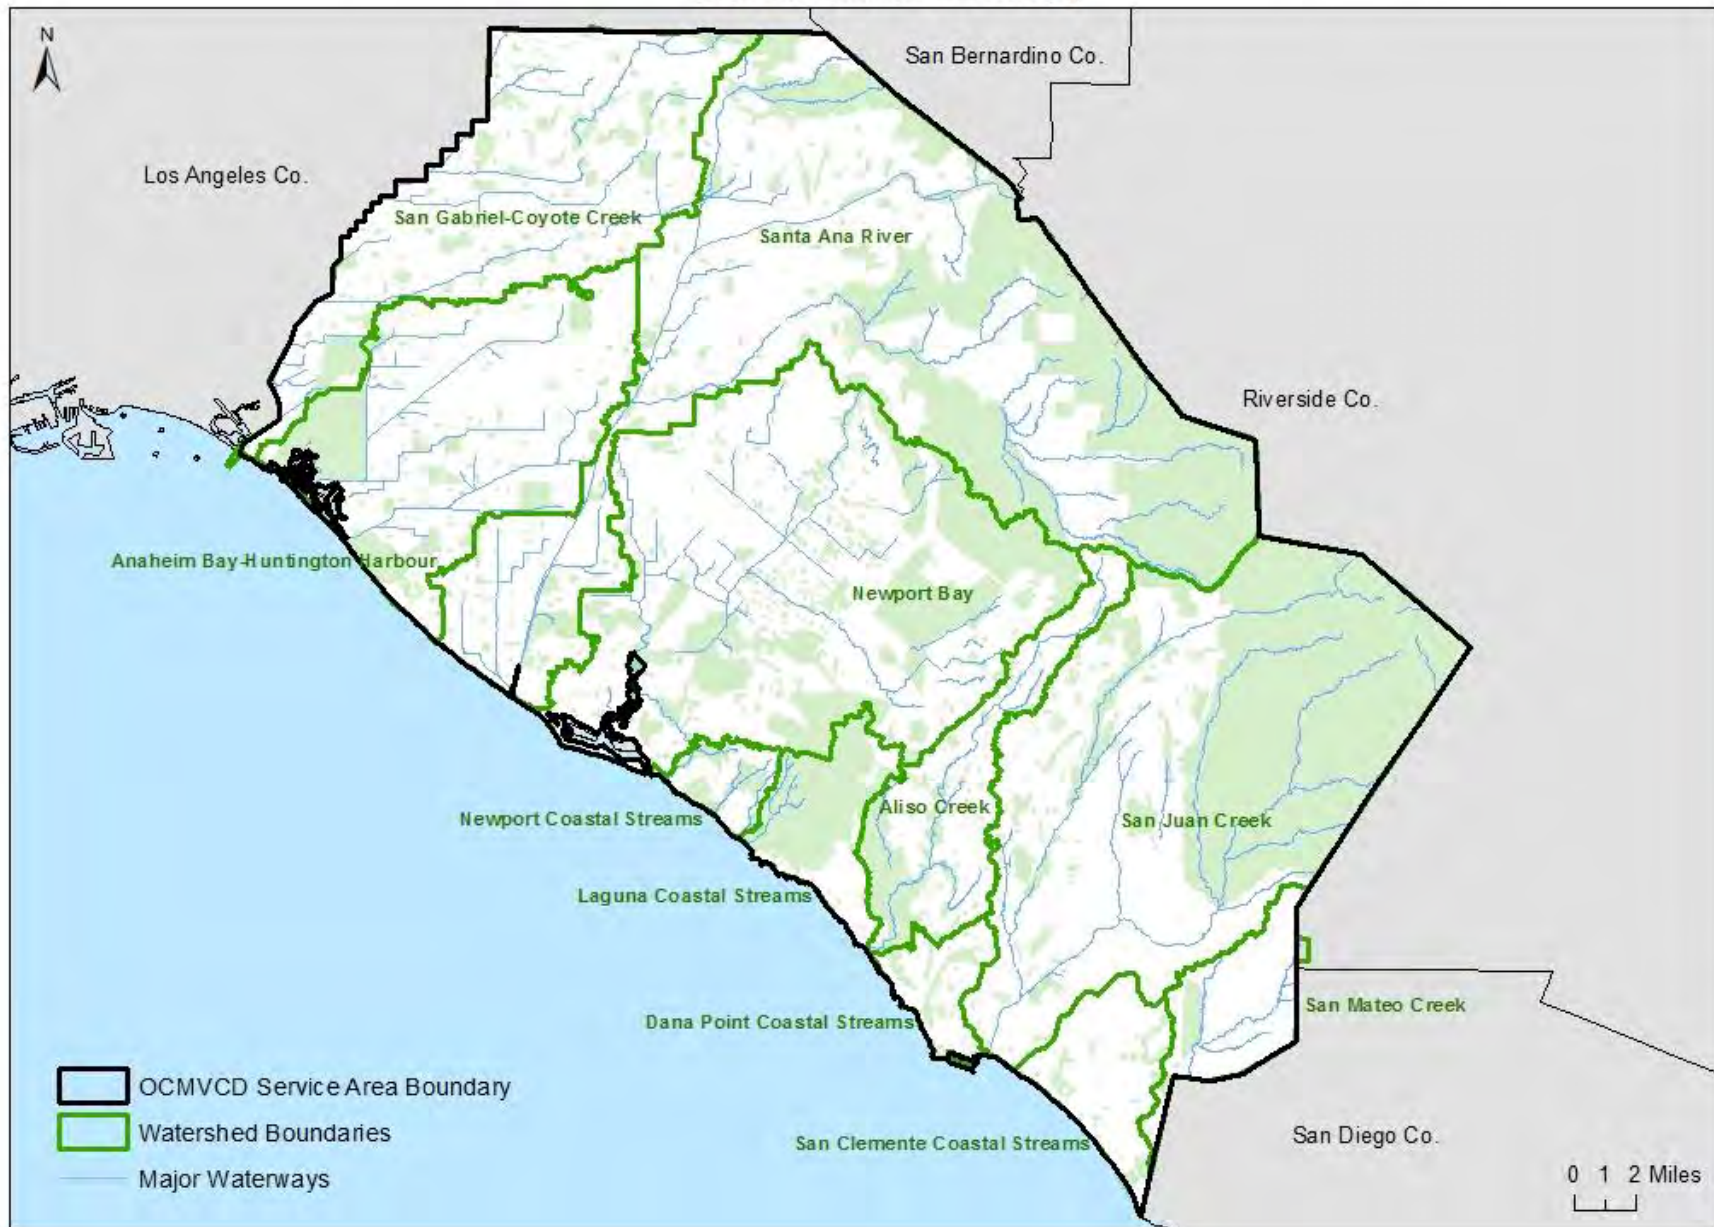 N
San Bernardino Co.
Los Angeles Co.
San Gabriel-Coyote Creek
Santa Ana River
Riverside Co.
Anaheim Bay-Huntington Harbour
Newport Bay
Newport Coastal Streams
Aliso Creek
San Juan Creek
Laguna Coastal Streams
San Mateo Creek
Dana Point Coastal Streams
San Clemente Coastal Streams
San Diego Co.
OCMVCD Service Area Boundary
Watershed Boundaries
Major Waterways
0 1 2 Miles